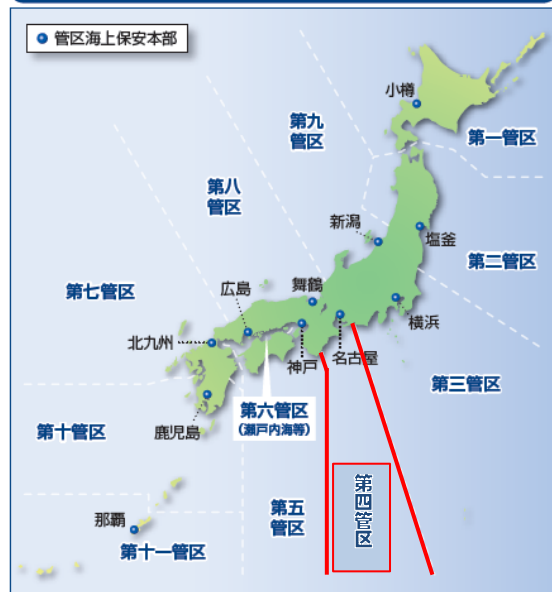 管区海上保安本部
小樽
第九
管区
第一管区
第八
管区
新潟
塩釜
第二管区
舞鶴
広島
第七管区
横浜
北九州
神戸
名古屋
第三管区
第六管区
(瀬戸内海等)
鹿児島
第十管区
第四管区
第五
管区
那覇
第十一管区